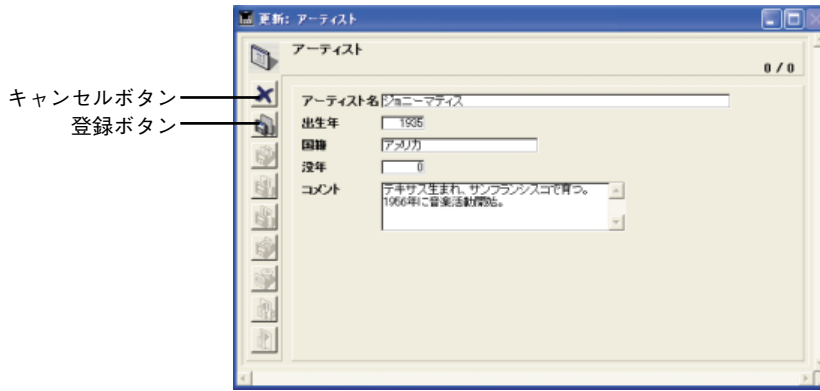 更新: アーティスト
アーティスト
0 / 0
キャンセルボタン
登録ボタン
アーティスト名 ジョニーマティス
出生年 1935
国籍 アメリカ
没年 0
コメント テキサス生まれ、サンフランシスコで育つ。
1956年に音楽活動開始。